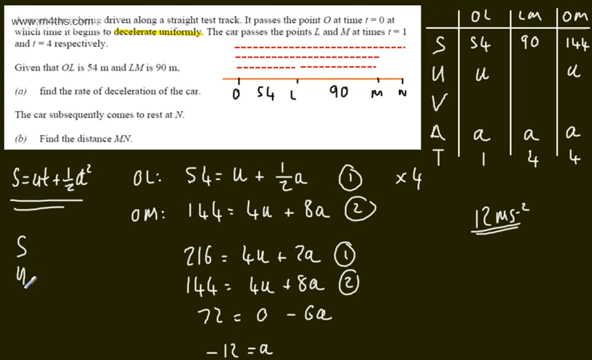 www.m4ths.com being driven along a straight test track. It passes the point O at time t = 0 at
which time it begins to decelerate uniformly. The car passes the points L and M at times t = 1
and t = 4 respectively.
Given that OL is 54 m and LM is 90 m,
(a) find the rate of deceleration of the car.
The car subsequently comes to rest at N.
(b) Find the distance MN.
O 54 L 90 M N
OL LM OM
S 54 90 144
U u u
V
A a a a
T 1 4 4
S=ut+½at² OL: 54 = u + ½a ① ×4
OM: 144 = 4u + 8a ②
12ms⁻²
216 = 4u + 2a ①
144 = 4u + 8a ②
72 = 0 - 6a
-12 = a
S
U